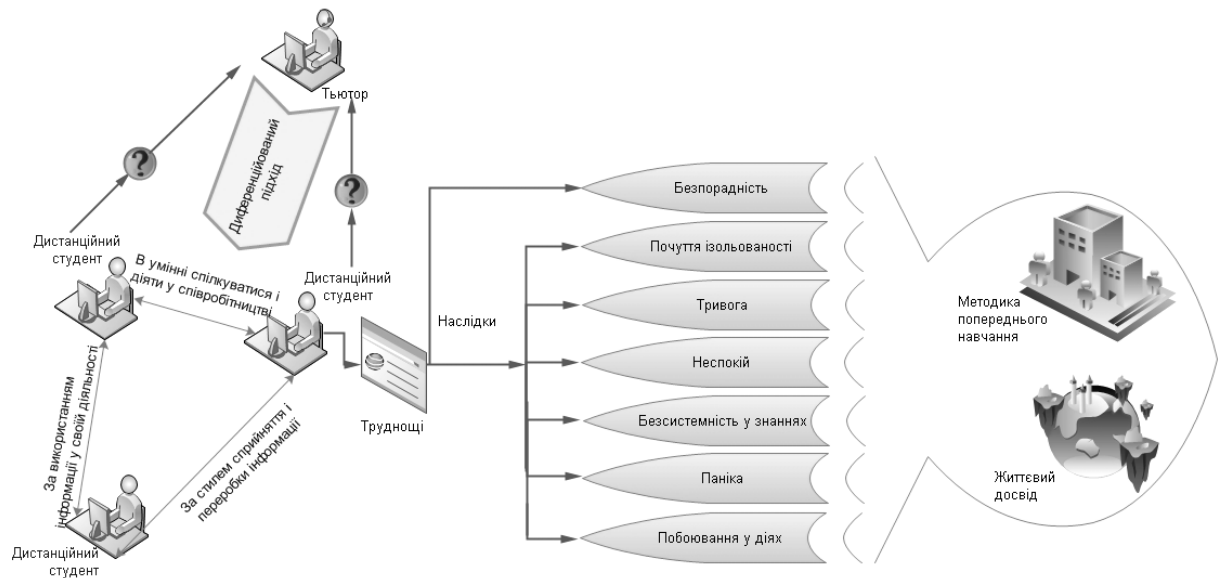 Тьютор
Диференційований
підхід
?
?
Дистанційний
студент
Дистанційний
студент
В умінні спілкуватися і
діяти у співробітництві
За використанням
інформації у своїй діяльності
За стилем сприйняття і
переробки інформації
Дистанційний
студент
Труднощі
Наслідки
Безпорадність
Почуття ізольованості
Тривога
Неспокій
Безсистемність у знаннях
Паніка
Побоювання у діях
Методика
попереднього
навчання
Життєвий
досвід